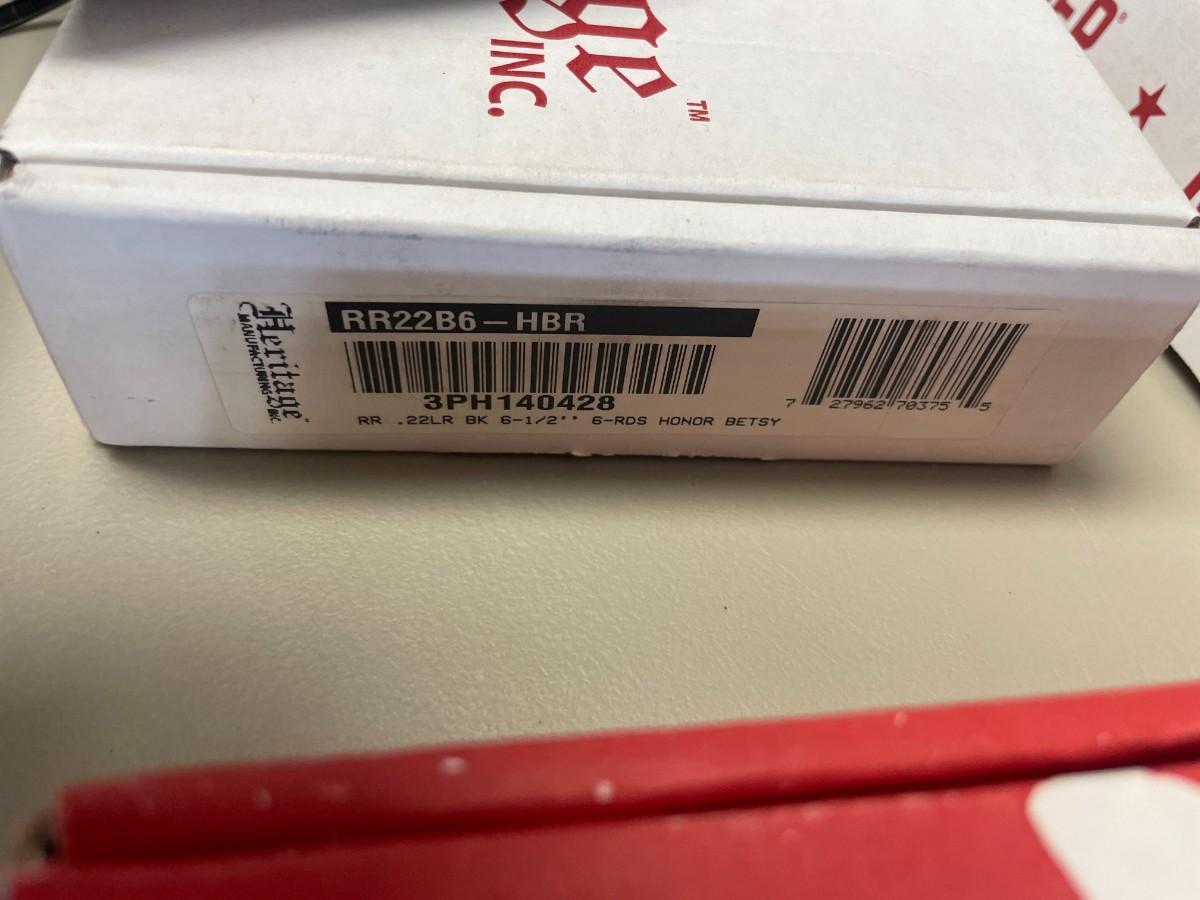 INC.
TM
Heritage
MANUFACTURING INC.
RR22B6-HBR
3PH140428
RR .22LR BK 6-1/2'' 6-RDS HONOR BETSY
7 27962 70375 5